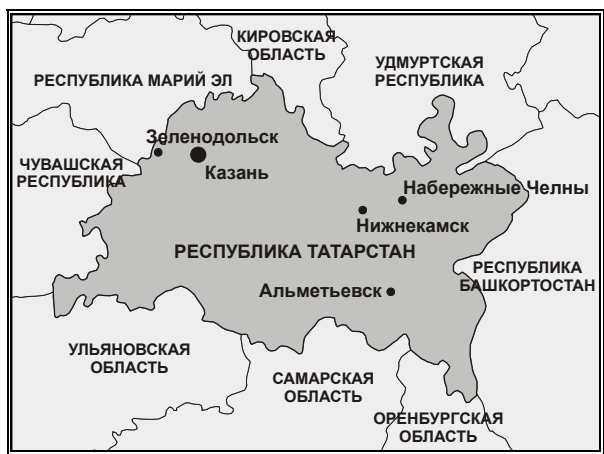 КИРОВСКАЯ
ОБЛАСТЬ
УДМУРТСКАЯ
РЕСПУБЛИКА
РЕСПУБЛИКА МАРИЙ ЭЛ
Зеленодольск
ЧУВАШСКАЯ
РЕСПУБЛИКА
Казань
Набережные Челны
Нижнекамск
РЕСПУБЛИКА ТАТАРСТАН
РЕСПУБЛИКА
БАШКОРТОСТАН
Альметьевск
УЛЬЯНОВСКАЯ
ОБЛАСТЬ
САМАРСКАЯ
ОБЛАСТЬ
ОРЕНБУРГСКАЯ
ОБЛАСТЬ